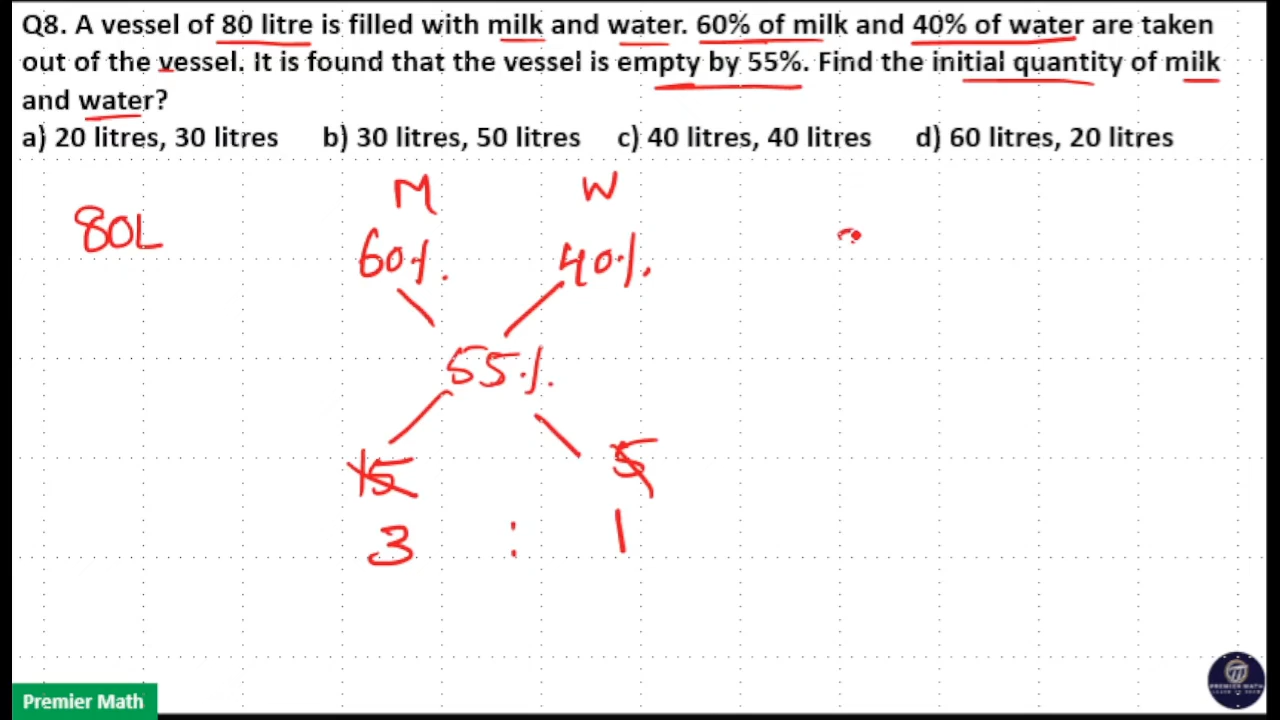 Q8. A vessel of 80 litre is filled with milk and water. 60% of milk and 40% of water are taken
out of the vessel. It is found that the vessel is empty by 55%. Find the initial quantity of milk
and water?
a) 20 litres, 30 litres b) 30 litres, 50 litres c) 40 litres, 40 litres d) 60 litres, 20 litres
M W
80L
60%. 40%.
55%.
15 5
3 : 1
PREMIER MATH
Premier Math